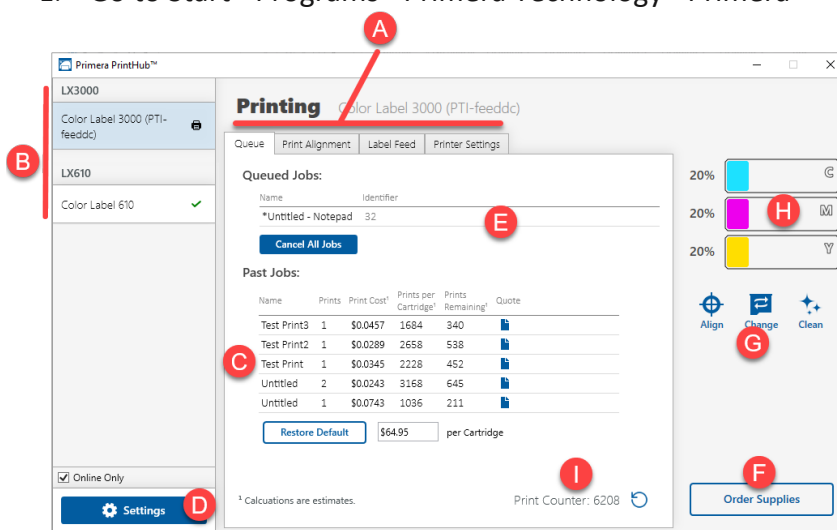 1. Go to Start - Programs - Primera Technology - Primera
A
Primera PrintHub™
LX3000
Color Label 3000 (PTI-
feeddc)
B
LX610
Color Label 610
Printing Color Label 3000 (PTI-feeddc)
Queue Print Alignment Label Feed Printer Settings
Queued Jobs:
Name Identifier
*Untitled - Notepad 32
E
Cancel All Jobs
Past Jobs:
Name Prints Print Cost¹ Prints per Cartridge¹ Prints Remaining¹ Quote
Test Print3 1 $0.0457 1684 340
Test Print2 1 $0.0289 2658 538
C
Test Print 1 $0.0345 2228 452
Untitled 2 $0.0243 3168 645
Untitled 1 $0.0743 1036 211
Restore Default $64.95 per Cartridge
¹ Calcuations are estimates.
I
Print Counter: 6208
20% C
20% H M
20% Y
Align Change Clean
G
F
Order Supplies
Online Only
Settings D